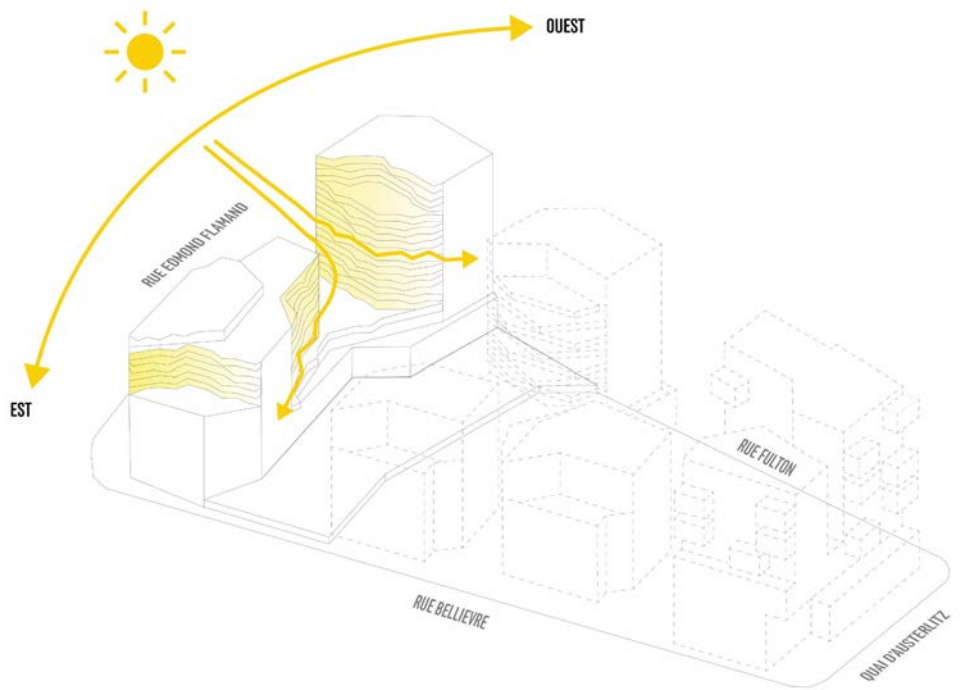 OUEST
RUE EDMOND FLAMAND
EST
RUE FULTON
RUE BELLIEVRE
QUAI D'AUSTERLITZ